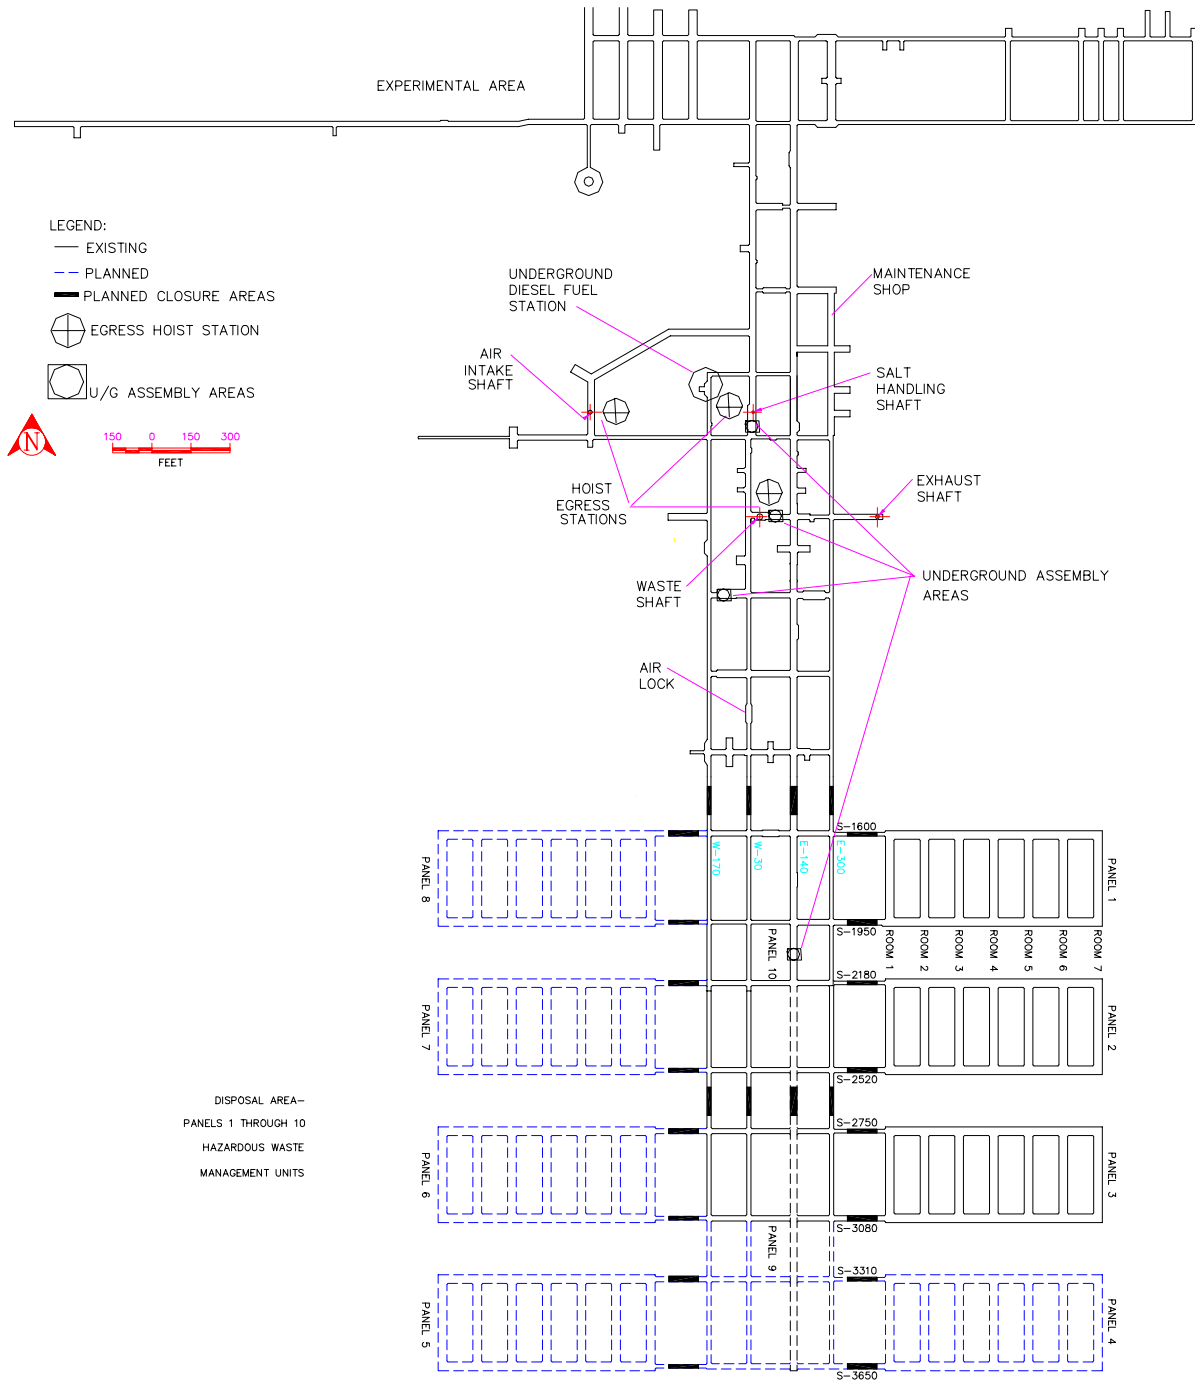 EXPERIMENTAL AREA
LEGEND:
EXISTING
PLANNED
PLANNED CLOSURE AREAS
EGRESS HOIST STATION
U/G ASSEMBLY AREAS
N
150 0 150 300
FEET
UNDERGROUND
DIESEL FUEL
STATION
MAINTENANCE
SHOP
AIR
INTAKE
SHAFT
SALT
HANDLING
SHAFT
HOIST
EGRESS
STATIONS
EXHAUST
SHAFT
WASTE
SHAFT
UNDERGROUND ASSEMBLY
AREAS
AIR
LOCK
S-1600
W-170
W-30
E-140
E-300
PANEL 8
PANEL 1
S-1950
PANEL 10
ROOM 1
ROOM 2
ROOM 3
ROOM 4
ROOM 5
ROOM 6
ROOM 7
S-2180
PANEL 7
PANEL 2
S-2520
DISPOSAL AREA-
PANELS 1 THROUGH 10
HAZARDOUS WASTE
MANAGEMENT UNITS
S-2750
PANEL 6
PANEL 3
S-3080
PANEL 9
S-3310
PANEL 5
PANEL 4
S-3650